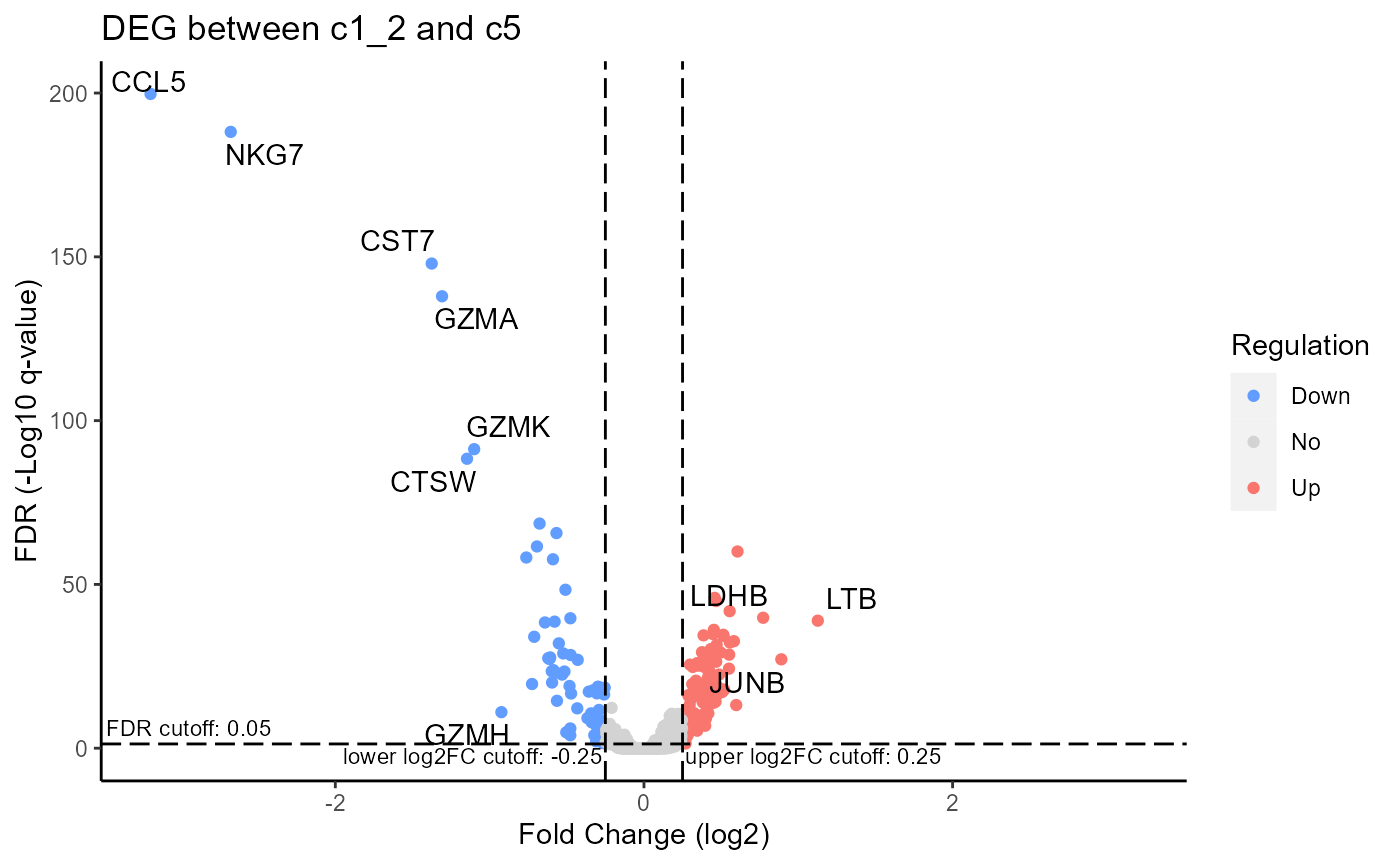 DEG between c1_2 and c5
FDR (-Log10 q-value)
200
150
100
50
0
CCL5
NKG7
CST7
GZMA
GZMK
CTSW
LDHB
LTB
JUNB
GZMH
FDR cutoff: 0.05
lower log2FC cutoff: -0.25
upper log2FC cutoff: 0.25
-2
0
2
Fold Change (log2)
Regulation
Down
No
Up